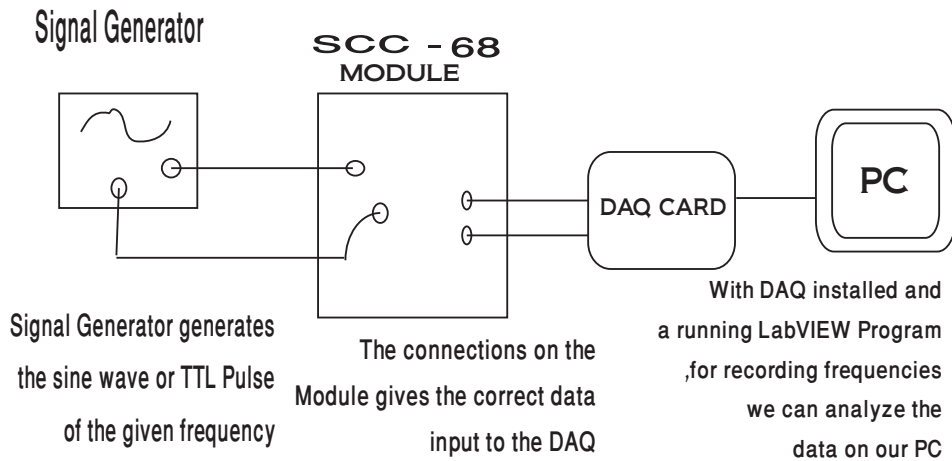 Signal Generator
SCC - 68
MODULE
DAQ CARD
PC
Signal Generator generates
the sine wave or TTL Pulse
of the given frequency
The connections on the
Module gives the correct data
input to the DAQ
With DAQ installed and
a running LabVIEW Program
,for recording frequencies
we can analyze the
data on our PC